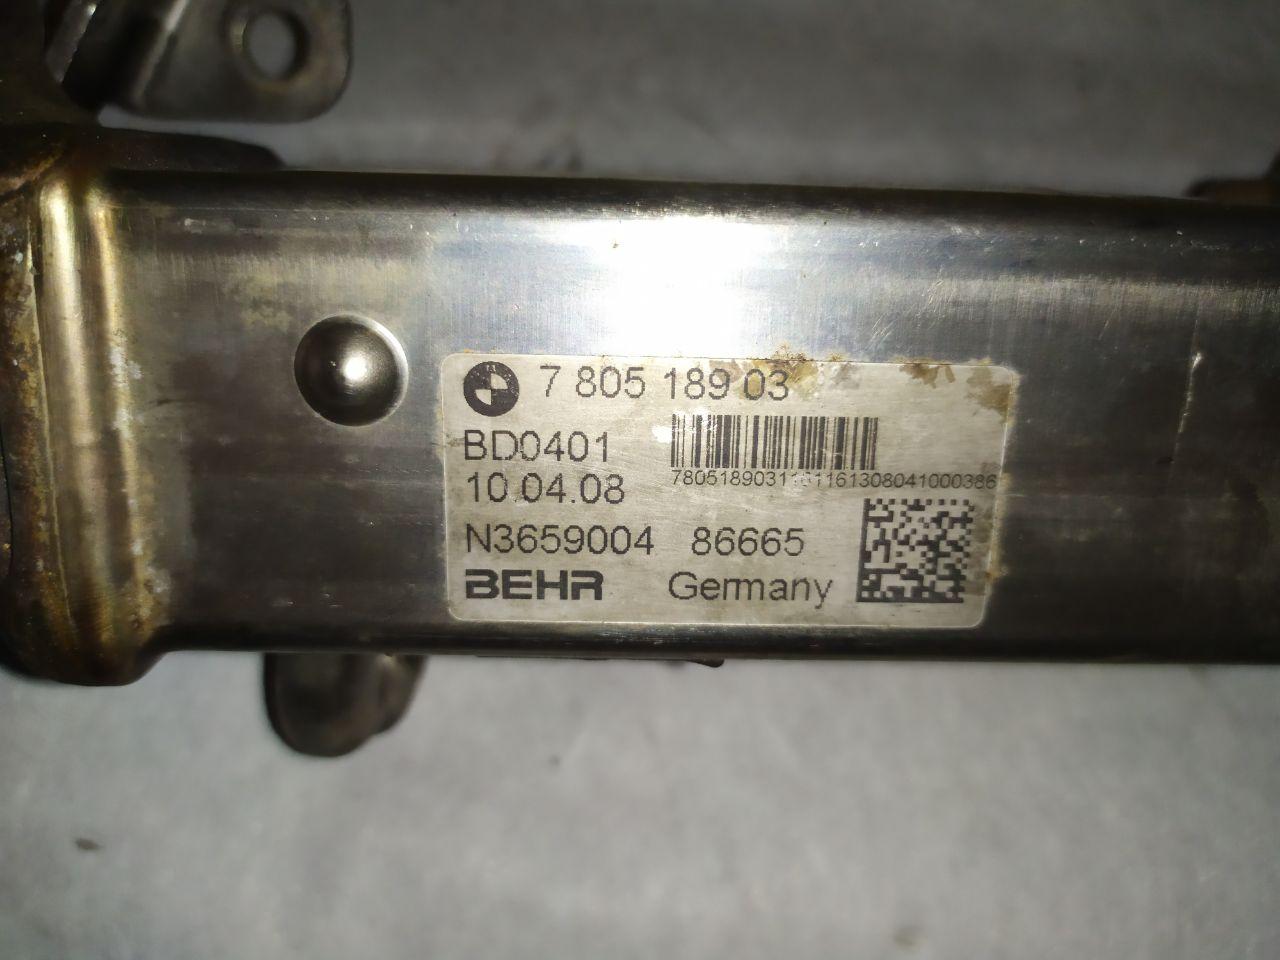 7 805 189 03
BD0401
10.04.08
N3659004 86665
BEHR Germany